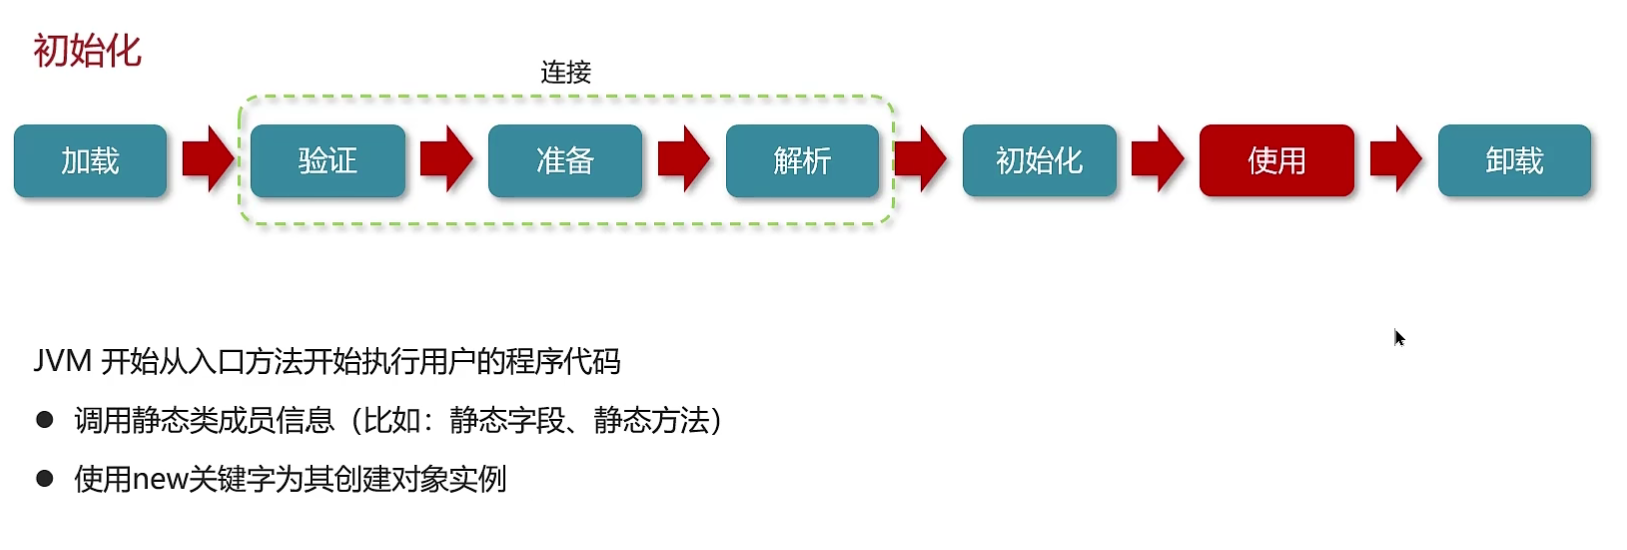 初始化
连接
加载
验证
准备
解析
初始化
使用
卸载
JVM 开始从入口方法开始执行用户的程序代码
● 调用静态类成员信息（比如：静态字段、静态方法）
● 使用new关键字为其创建对象实例